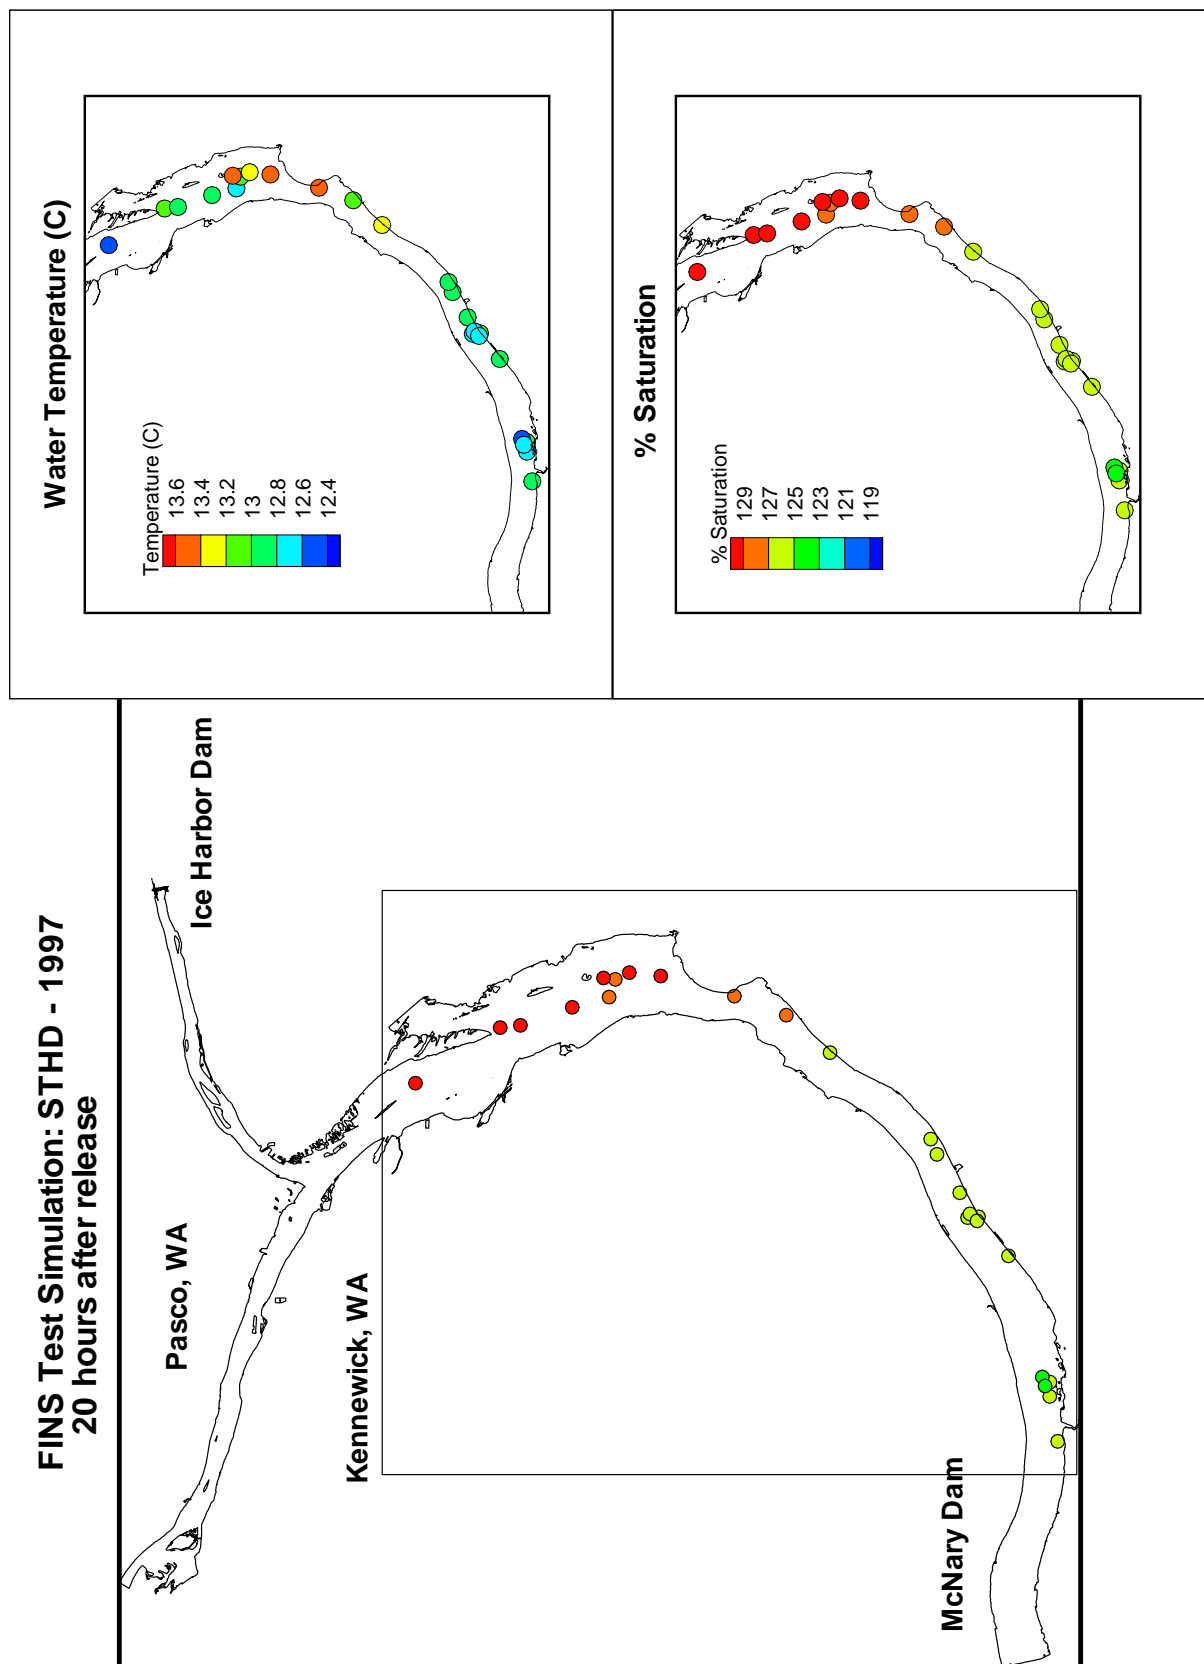 FINS Test Simulation: STHD - 1997
20 hours after release
Ice Harbor Dam
Pasco, WA
Kennewick, WA
McNary Dam
Water Temperature (C)
Temperature (C)
13.6
13.4
13.2
13
12.8
12.6
12.4
% Saturation
% Saturation
129
127
125
123
121
119